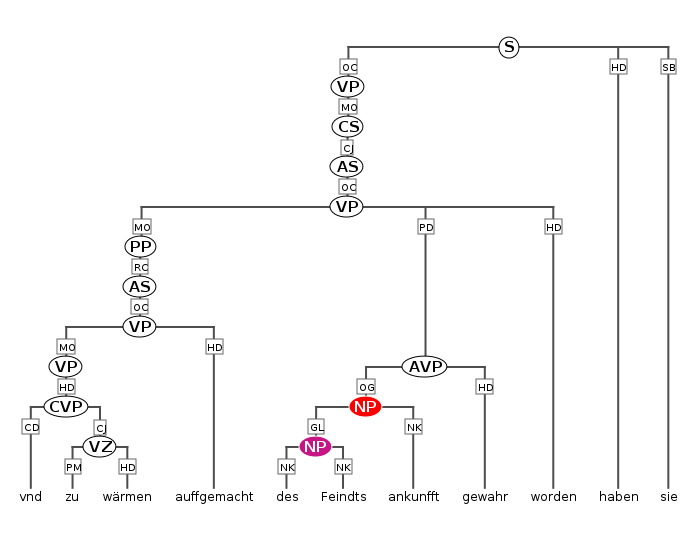 S
OC HD SB
VP
MO
CS
CJ
AS
OC
VP
MO PD HD
PP
RC
AS
OC
VP
MO HD
VP AVP
HD OG HD
CVP NP
CD CJ GL NK
VZ NP
PM HD NK NK
vnd zu wärmen auffgemacht des Feindts ankunfft gewahr worden haben sie